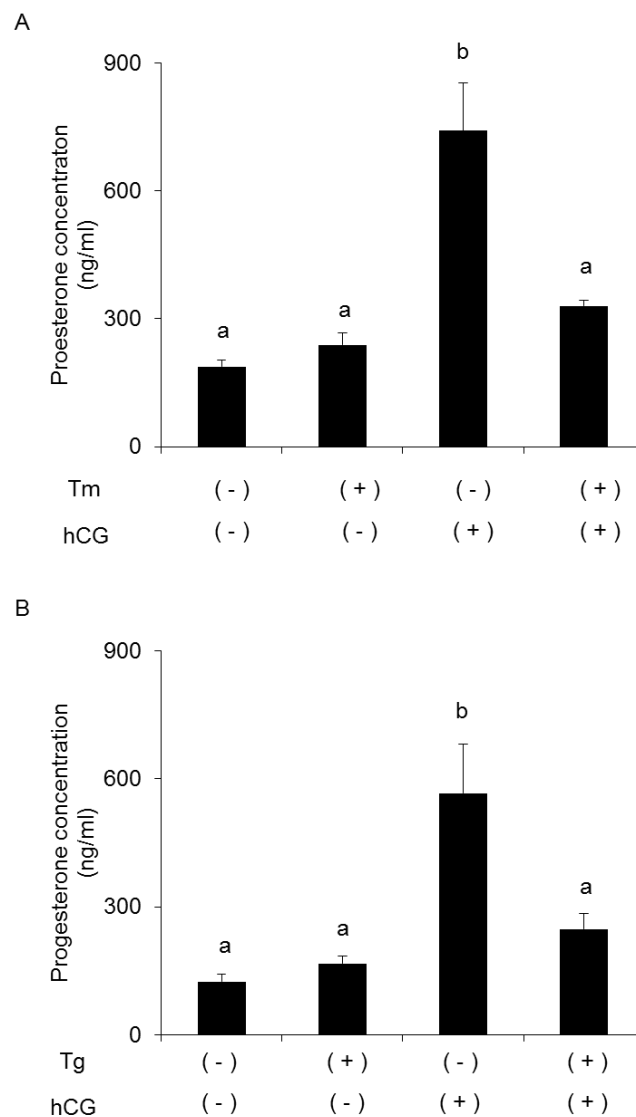 A
900
600
300
0
Proesterone concentraton
(ng/ml)
a
a
b
a
Tm ( - ) ( + ) ( - ) ( + )
hCG ( - ) ( - ) ( + ) ( + )
B
900
600
300
0
Progesterone concentration
(ng/ml)
a
a
b
a
Tg ( - ) ( + ) ( - ) ( + )
hCG ( - ) ( - ) ( + ) ( + )